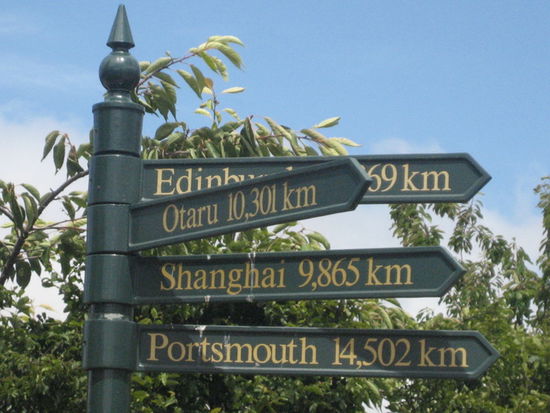 69 km
Otaru 10,301 km
Shanghai 9,865 km
Portsmouth 14,502 km